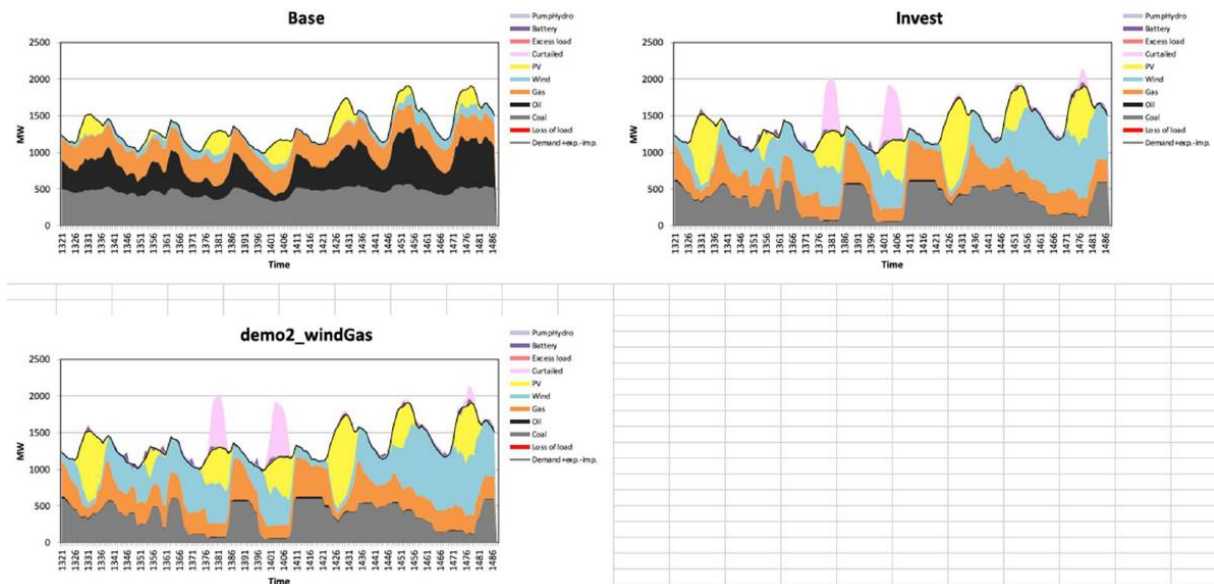 Base
PumpHydro
Battery
Excess load
Curtailed
PV
Wind
Gas
Oil
Coal
Loss of load
Demand+exp.-imp.
2500
2000
1500
1000
500
0
MW
1321 1326 1331 1336 1341 1346 1351 1356 1361 1366 1371 1376 1381 1386 1391 1396 1401 1406 1411 1416 1421 1426 1431 1436 1441 1446 1451 1456 1461 1466 1471 1476 1481 1486
Time
Invest
PumpHydro
Battery
Excess load
Curtailed
PV
Wind
Gas
Oil
Coal
Loss of load
Demand+exp.-imp.
2500
2000
1500
1000
500
0
MW
1321 1326 1331 1336 1341 1346 1351 1356 1361 1366 1371 1376 1381 1386 1391 1396 1401 1406 1411 1416 1421 1426 1431 1436 1441 1446 1451 1456 1461 1466 1471 1476 1481 1486
Time
demo2_windGas
PumpHydro
Battery
Excess load
Curtailed
PV
Wind
Gas
Oil
Coal
Loss of load
Demand+exp.-imp.
2500
2000
1500
1000
500
0
MW
1321 1326 1331 1336 1341 1346 1351 1356 1361 1366 1371 1376 1381 1386 1391 1396 1401 1406 1411 1416 1421 1426 1431 1436 1441 1446 1451 1456 1461 1466 1471 1476 1481 1486
Time